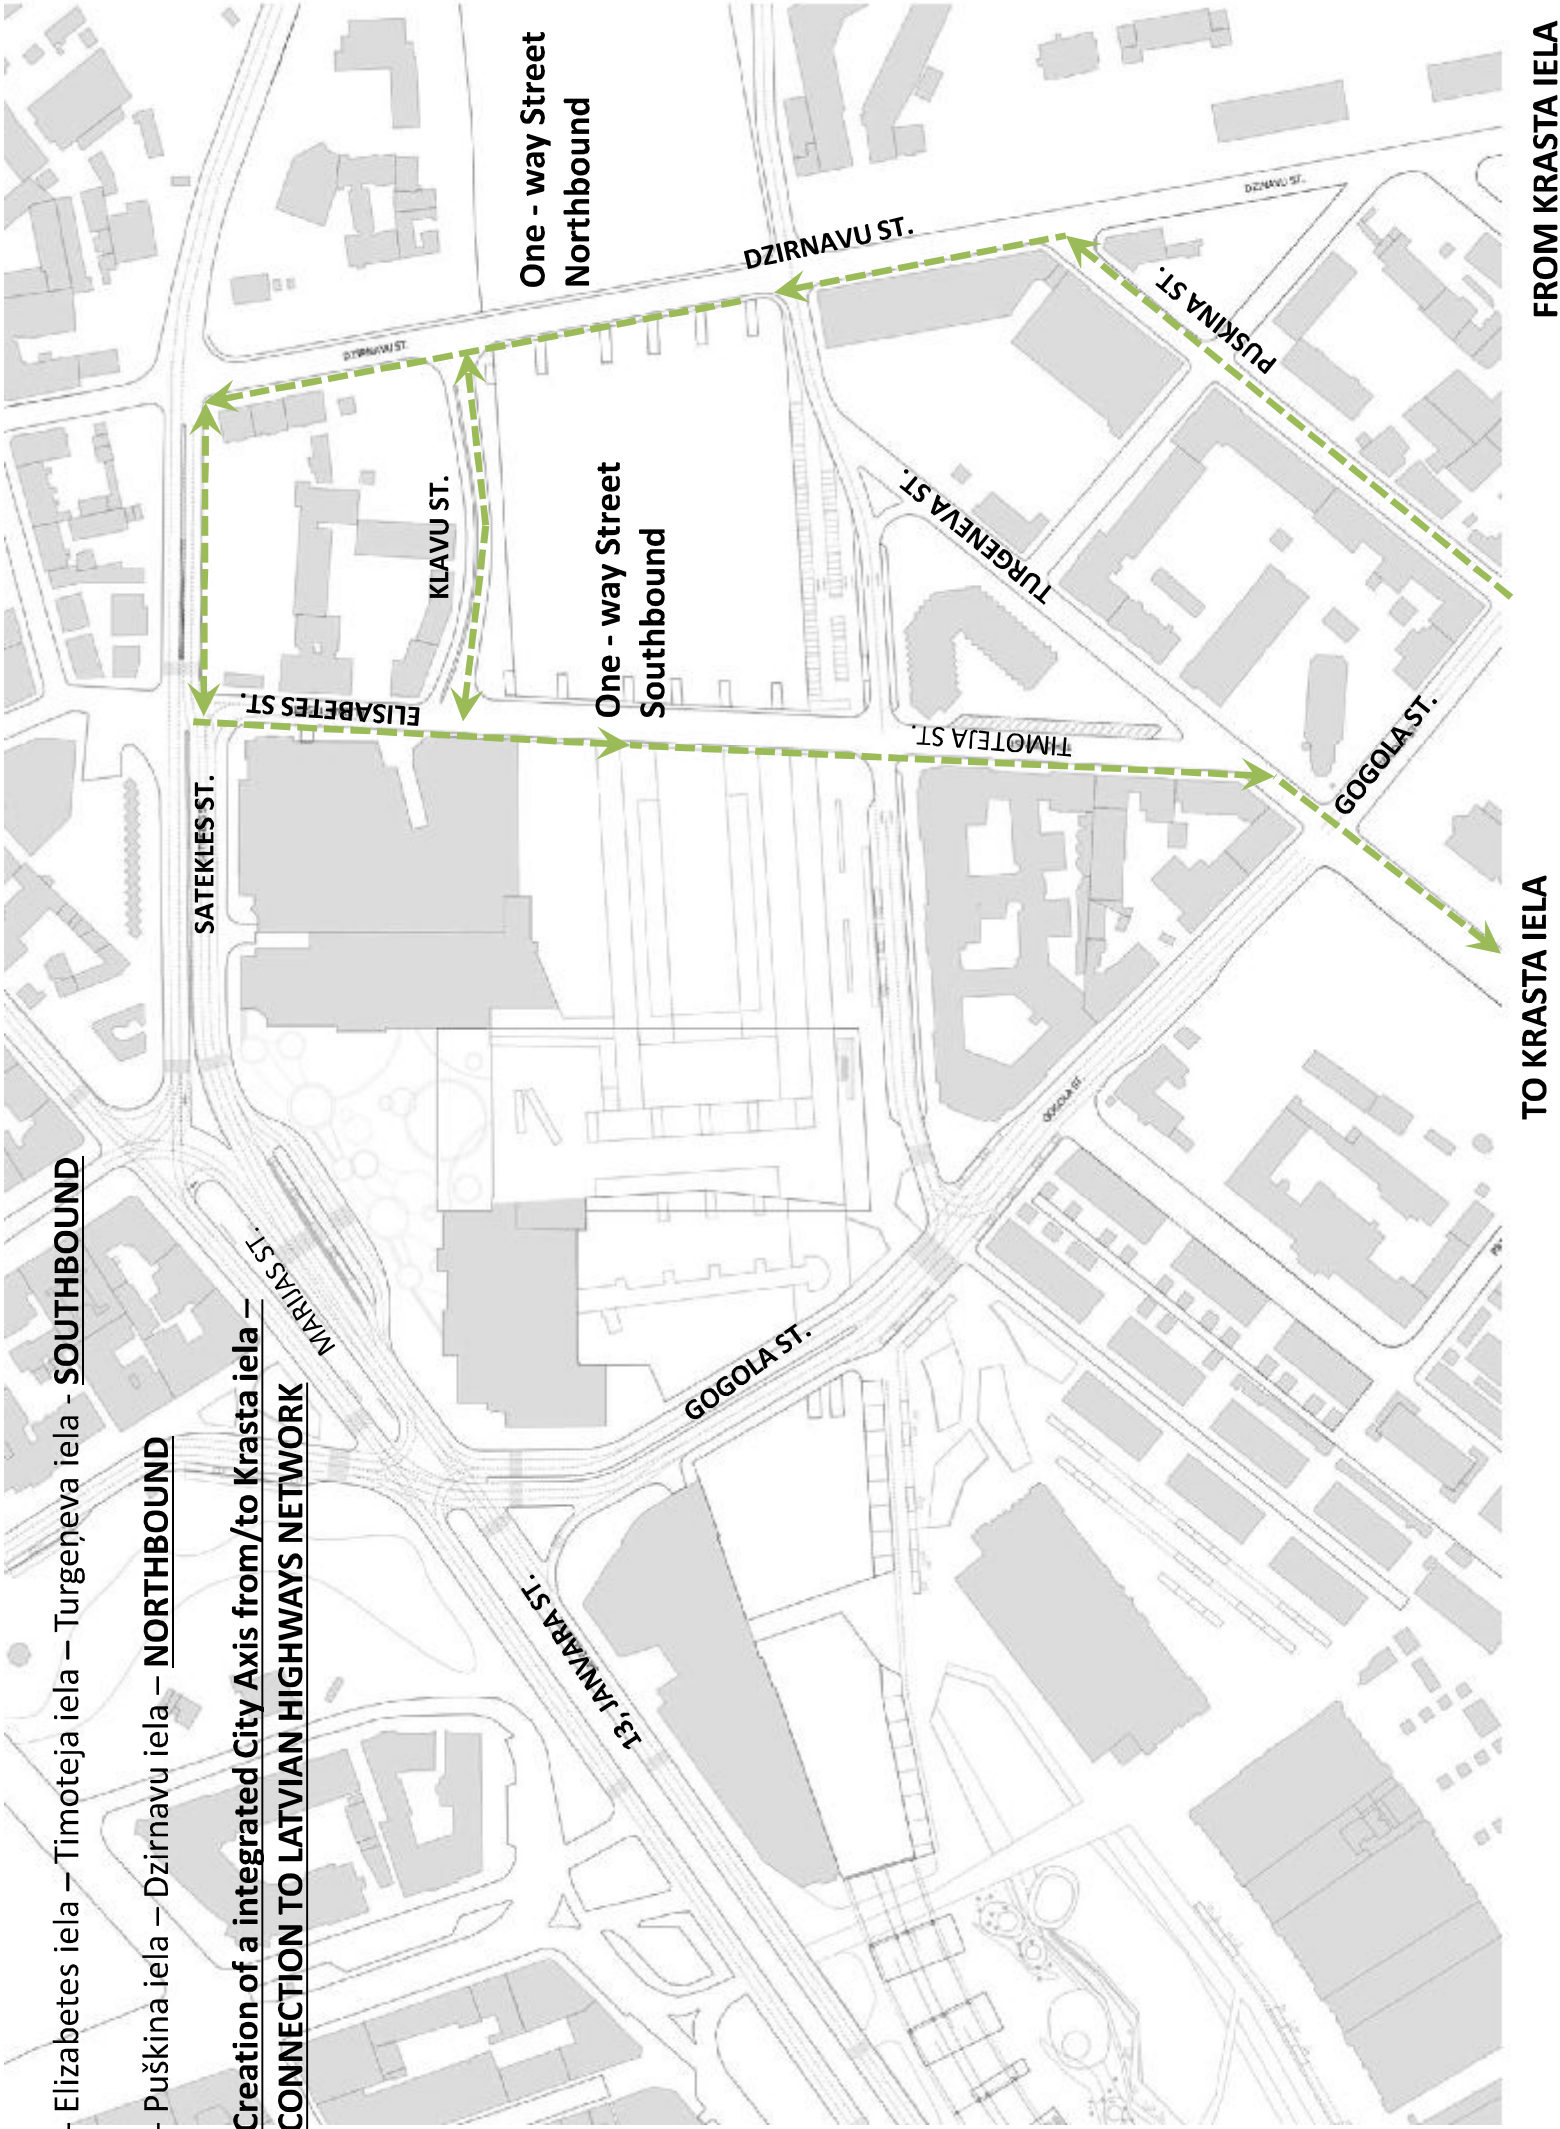 - Elizabetes iela – Timoteja iela – Turgeņeva iela - SOUTHBOUND
- Puškina iela – Dzirnavu iela – NORTHBOUND
Creation of a integrated City Axis from/to Krasta iela –
CONNECTION TO LATVIAN HIGHWAYS NETWORK
One - way Street
Northbound
One - way Street
Southbound
DZIRNAVU ST.
DZIRNAVU ST.
DZINAVU ST.
PUSKINA ST.
KLAVU ST.
TURGENEVA ST.
ELISABETES ST.
TIMOTEJA ST.
SATEKLES ST.
GOGOLA ST.
GOGOLA ST.
GOGOLA ST.
MARIJAS ST.
13, JANVARA ST.
FROM KRASTA IELA
TO KRASTA IELA